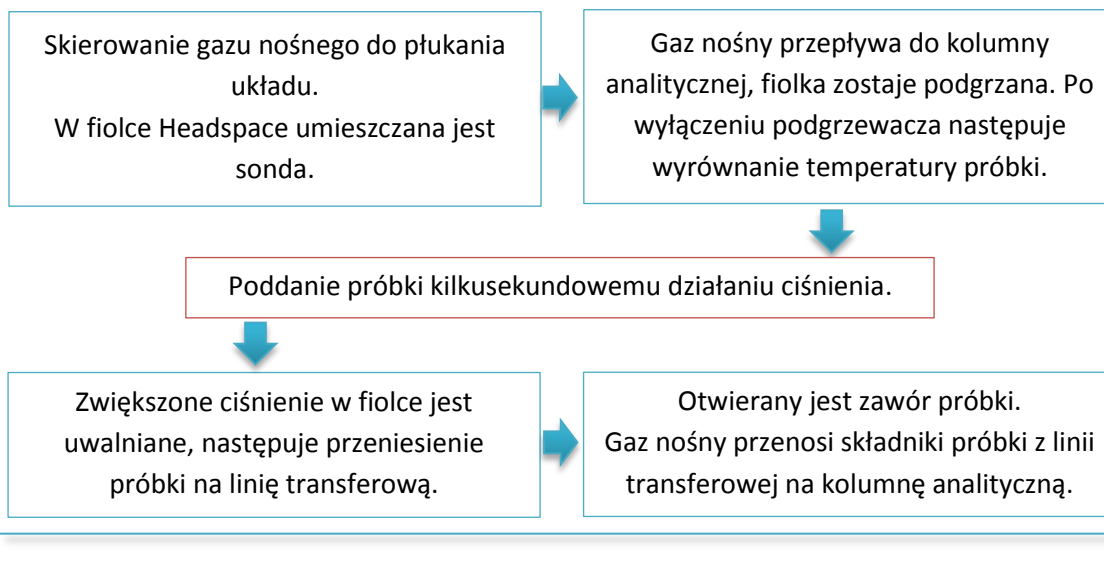 Skierowanie gazu nośnego do płukania
układu.
W fiolce Headspace umieszczana jest
sonda.
Gaz nośny przepływa do kolumny
analitycznej, fiolka zostaje podgrzana. Po
wyłączeniu podgrzewacza następuje
wyrównanie temperatury próbki.
Poddanie próbki kilkusekundowemu działaniu ciśnienia.
Zwiększone ciśnienie w fiolce jest
uwalniane, następuje przeniesienie
próbki na linię transferową.
Otwierany jest zawór próbki.
Gaz nośny przenosi składniki próbki z linii
transferowej na kolumnę analityczną.